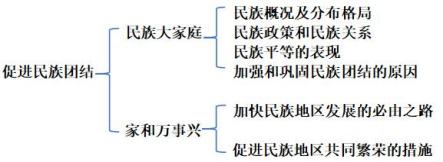 促进民族团结
民族大家庭
民族概况及分布格局
民族政策和民族关系
民族平等的表现
加强和巩固民族团结的原因
家和万事兴
加快民族地区发展的必由之路
促进民族地区共同繁荣的措施